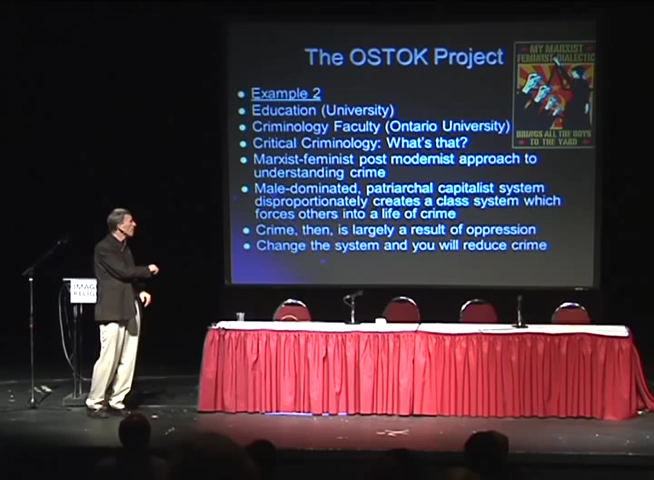 The OSTOK Project
MY MARXIST
FEMINIST DIALECTIC
BRINGS ALL THE BOYS
TO THE YARD
Example 2
Education (University)
Criminology Faculty (Ontario University)
Critical Criminology: What's that?
Marxist-feminist post modernist approach to
understanding crime
Male-dominated, patriarchal capitalist system
disproportionately creates a class system which
forces others into a life of crime
Crime, then, is largely a result of oppression
Change the system and you will reduce crime